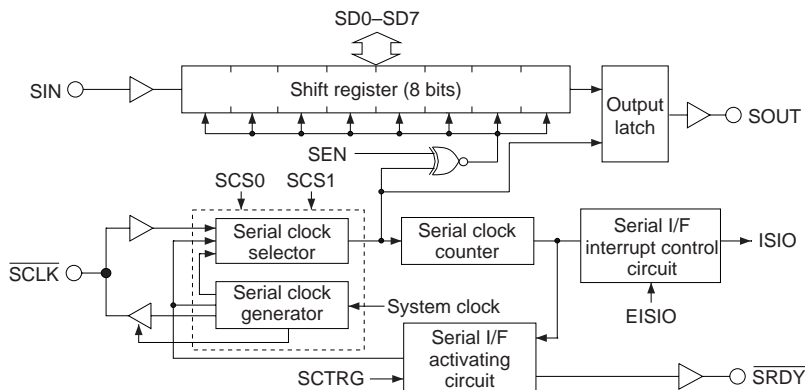 SD0–SD7
SIN
Shift register (8 bits)
Output
latch
SOUT
SEN
SCS0
SCS1
Serial clock
selector
Serial clock
counter
Serial I/F
interrupt control
circuit
ISIO
SCLK
Serial clock
generator
System clock
EISIO
Serial I/F
activating
circuit
SCTRG
SRDY